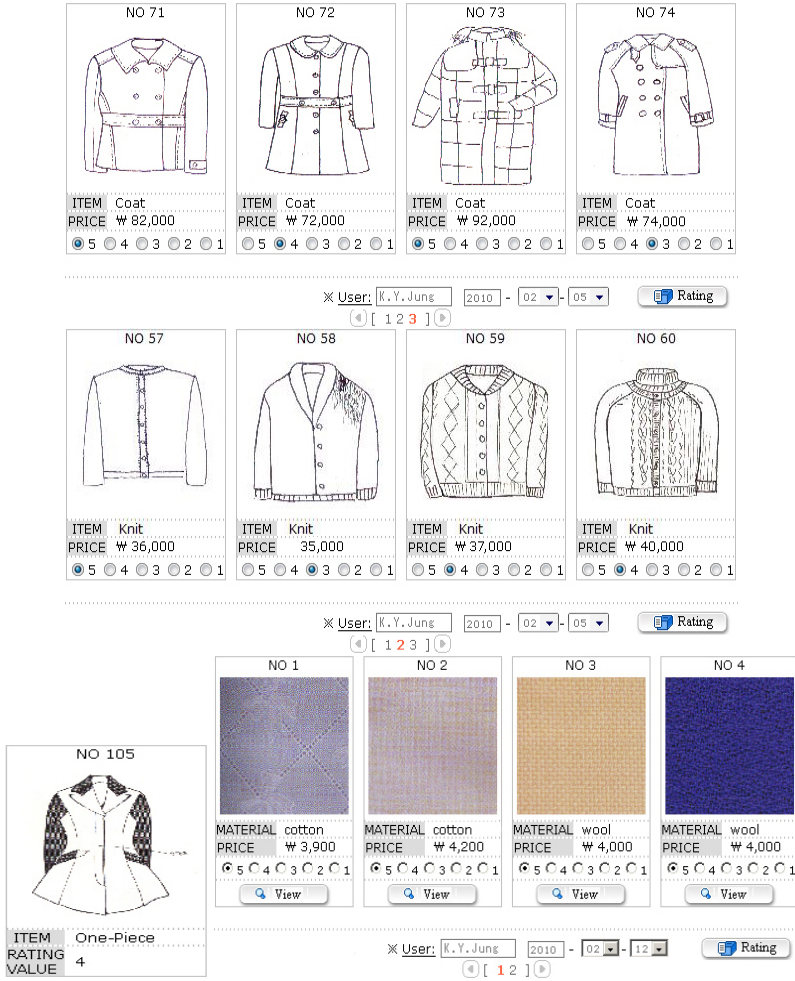 NO 71 NO 72 NO 73 NO 74
ITEM Coat ITEM Coat ITEM Coat ITEM Coat
PRICE ₩ 82,000 PRICE ₩ 72,000 PRICE ₩ 92,000 PRICE ₩ 74,000
5 4 3 2 1 5 4 3 2 1 5 4 3 2 1 5 4 3 2 1
※ User: K.Y.Jung 2010 - 02 - 05 Rating
[ 1 2 3 ]
NO 57 NO 58 NO 59 NO 60
ITEM Knit ITEM Knit ITEM Knit ITEM Knit
PRICE ₩ 36,000 PRICE 35,000 PRICE ₩ 37,000 PRICE ₩ 40,000
5 4 3 2 1 5 4 3 2 1 5 4 3 2 1 5 4 3 2 1
※ User: K.Y.Jung 2010 - 02 - 05 Rating
[ 1 2 3 ]
NO 1 NO 2 NO 3 NO 4
MATERIAL cotton MATERIAL cotton MATERIAL wool MATERIAL wool
PRICE ₩ 3,900 PRICE ₩ 4,200 PRICE ₩ 4,000 PRICE ₩ 4,000
5 4 3 2 1 5 4 3 2 1 5 4 3 2 1 5 4 3 2 1
View View View View
※ User: K.Y.Jung 2010 - 02 - 12 Rating
[ 1 2 ]
NO 105
ITEM One-Piece
RATING
VALUE 4